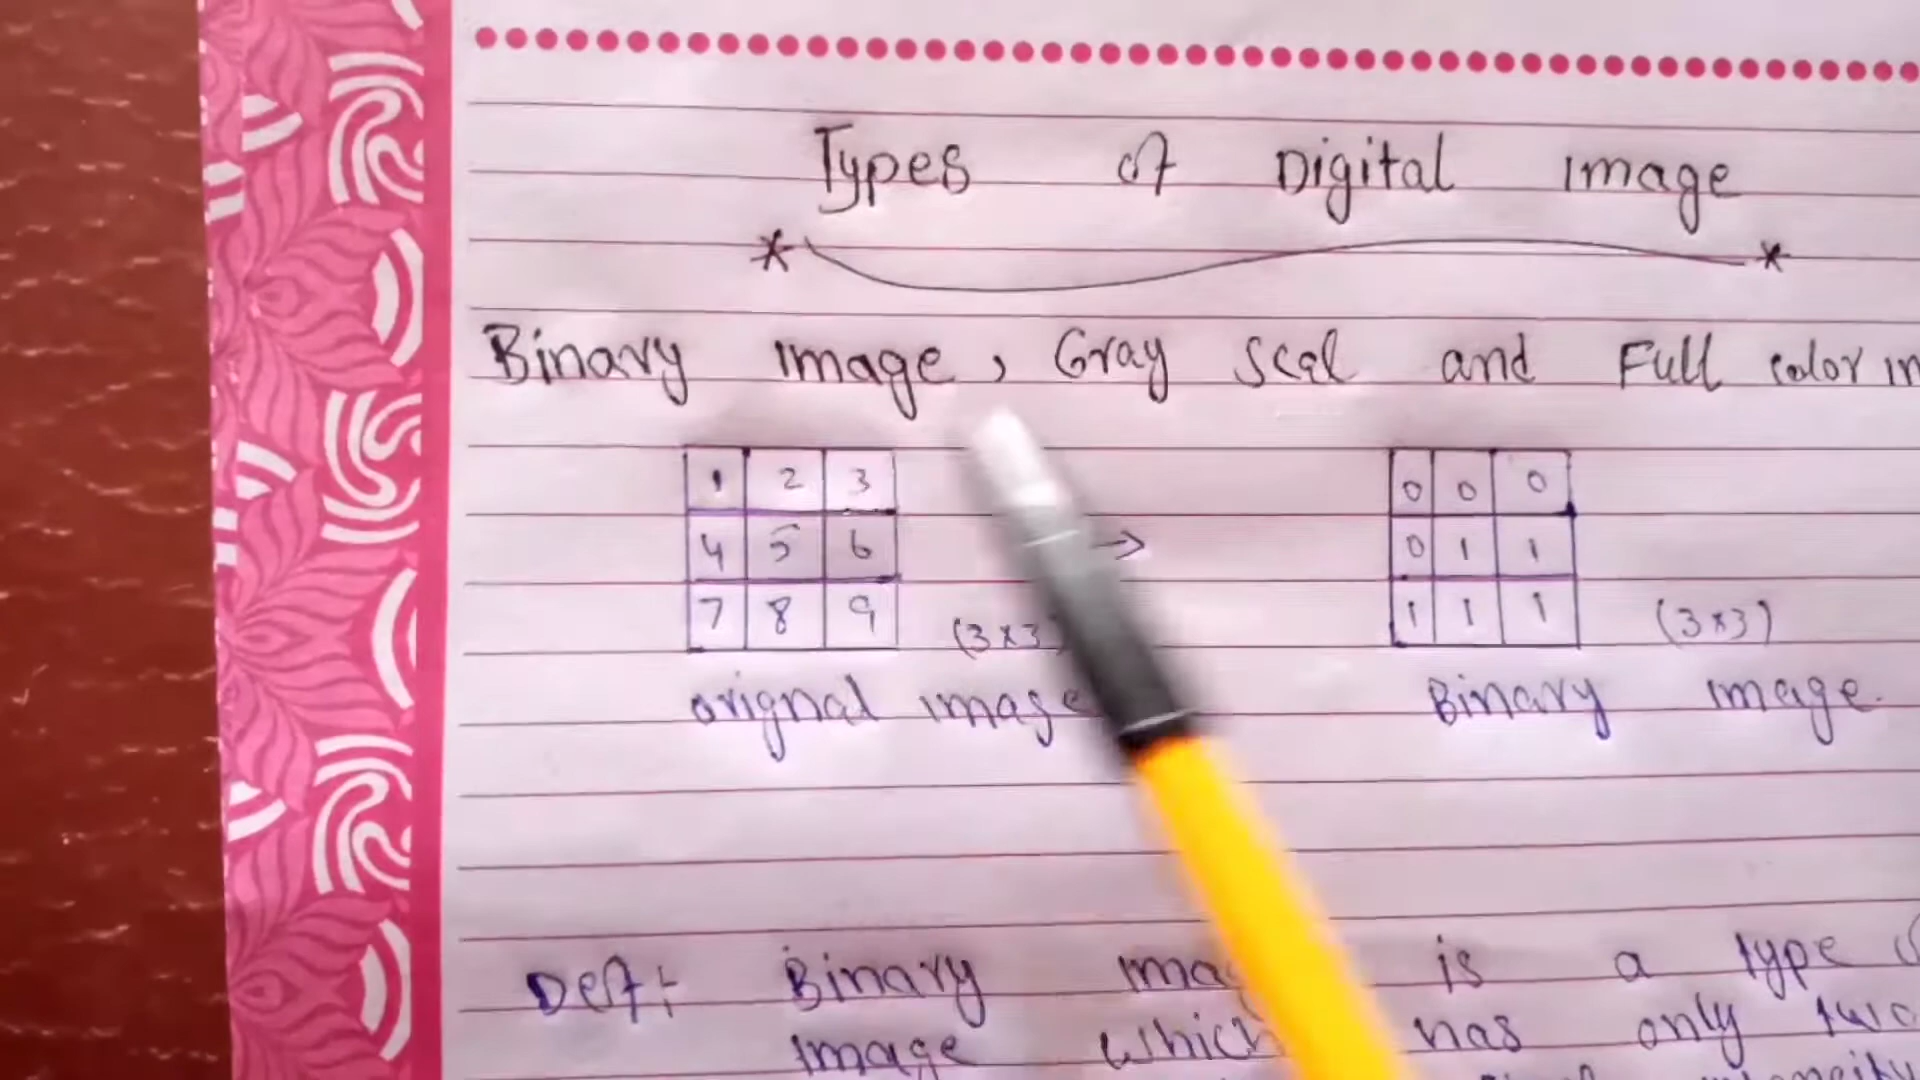 Types of Digital Image
Binary Image, Gray Scal and Full color
1 2 3
4 5 6
7 8 9
(3x3)
→
0 0 0
0 1 1
1 1 1
(3x3)
orignal image
Binary Image.
Def: Binary is a type
Image which has only two